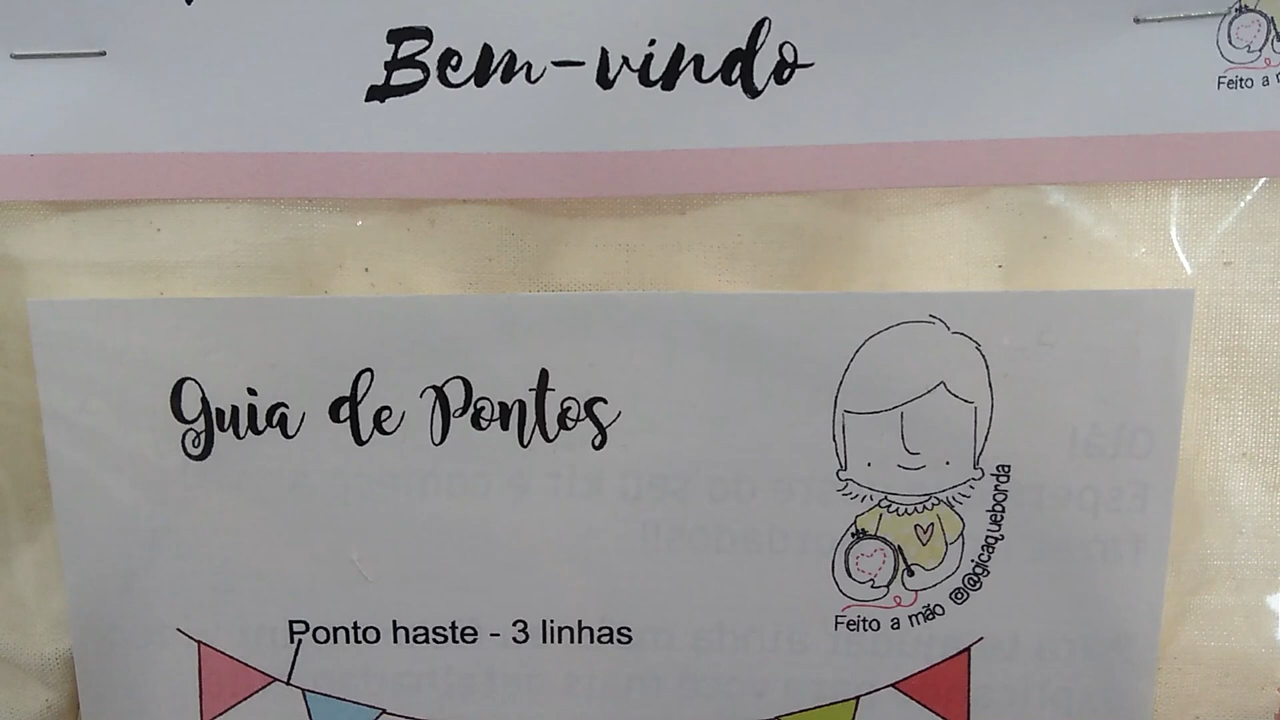 Bem-vindo
Feito a
Guia de Pontos
Feito a mão @gicaqueborda
Ponto haste - 3 linhas